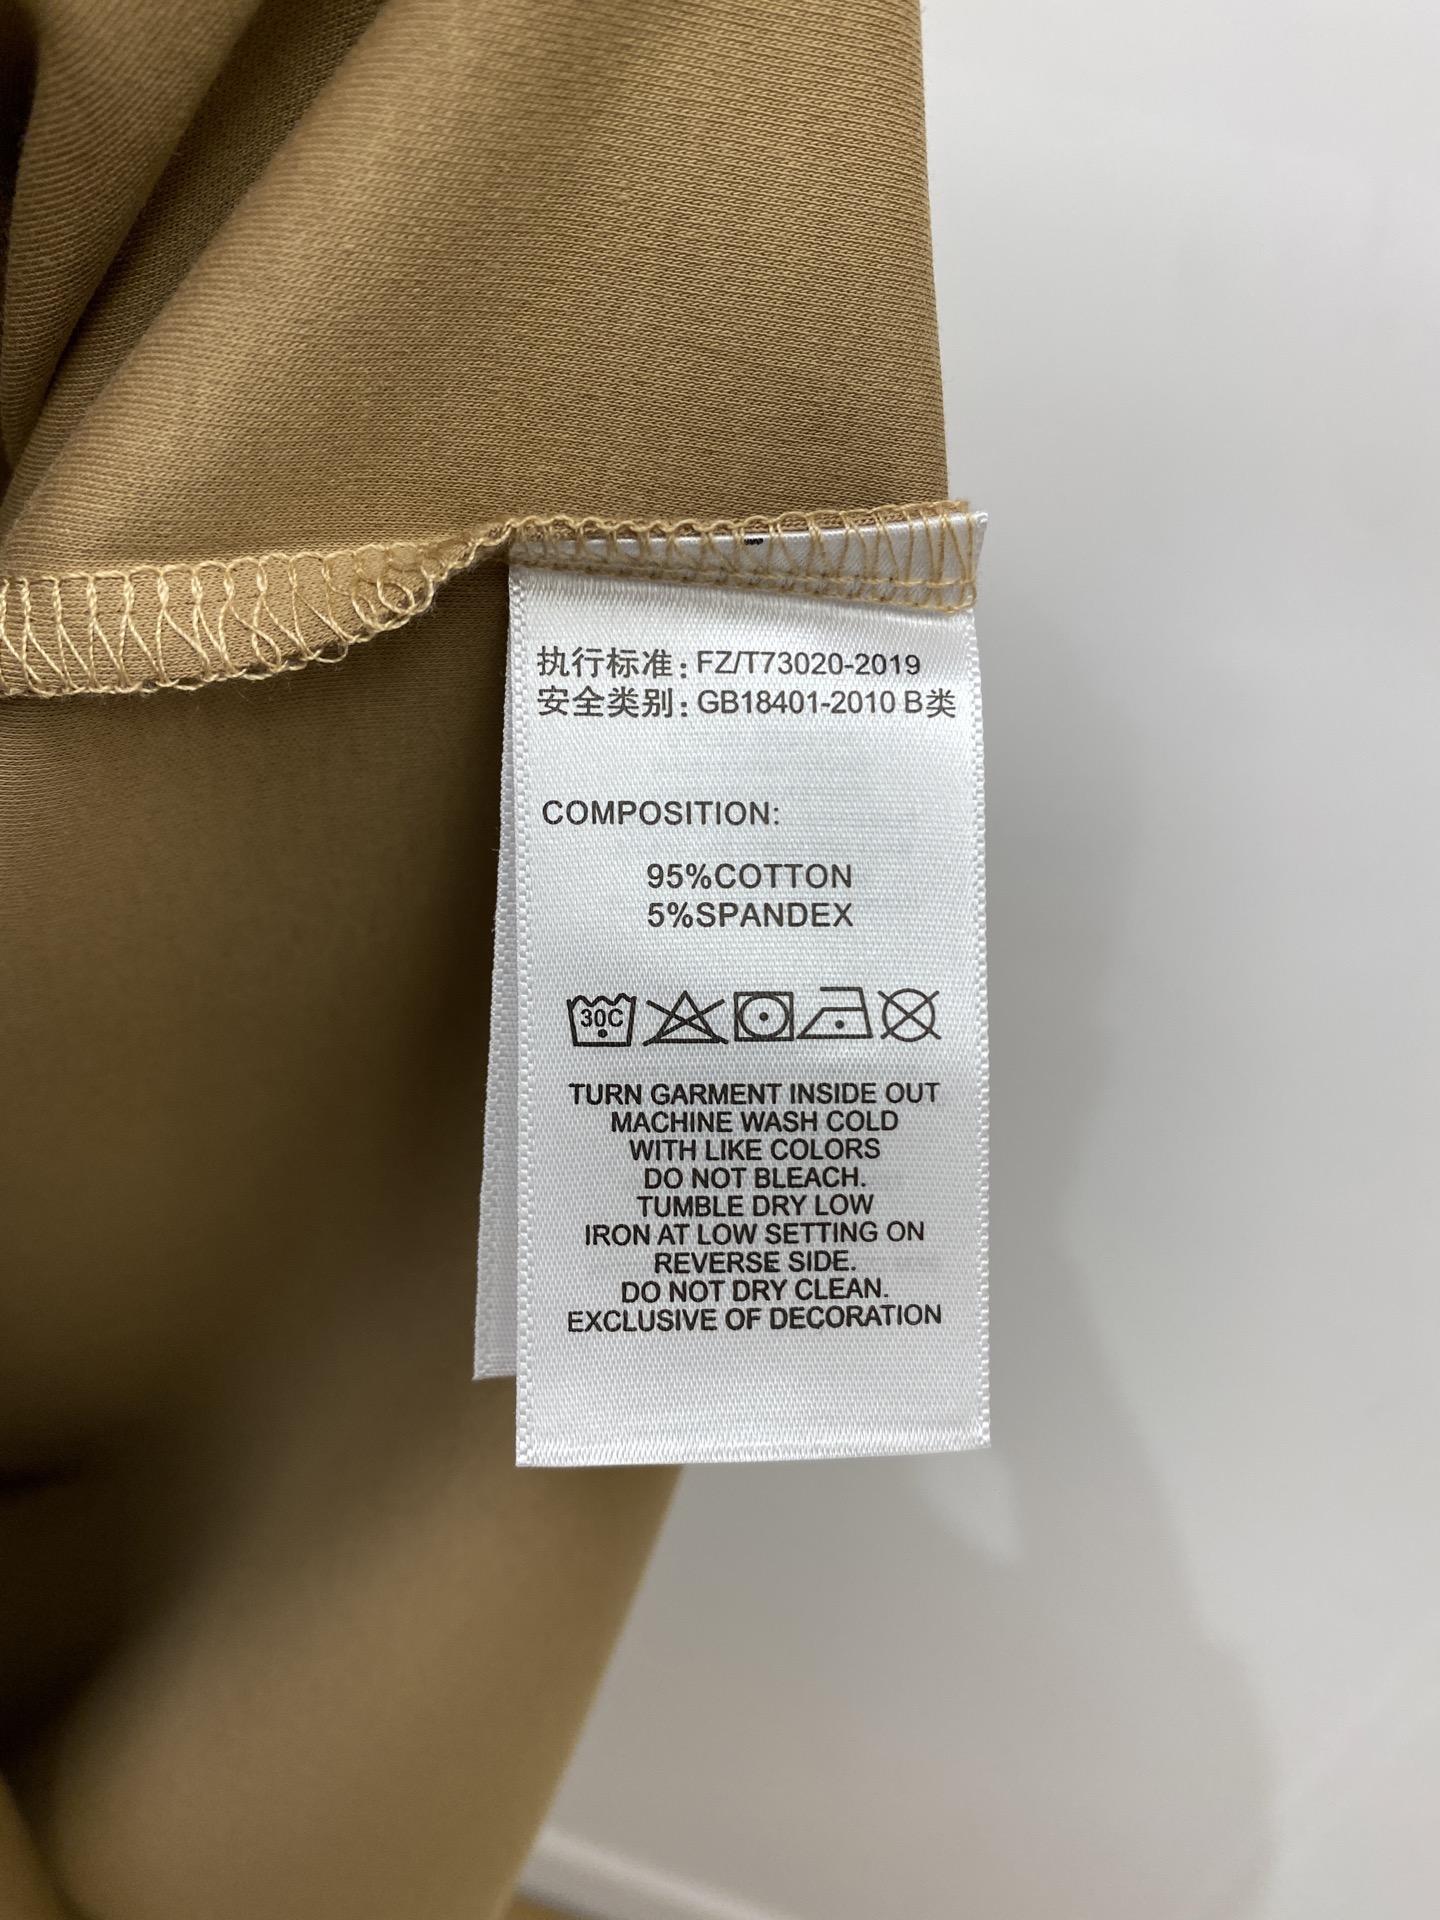 执行标准: FZ/T73020-2019
安全类别: GB18401-2010 B类
COMPOSITION:
95%COTTON
5%SPANDEX
30C
TURN GARMENT INSIDE OUT
MACHINE WASH COLD
WITH LIKE COLORS
DO NOT BLEACH.
TUMBLE DRY LOW
IRON AT LOW SETTING ON
REVERSE SIDE.
DO NOT DRY CLEAN.
EXCLUSIVE OF DECORATION